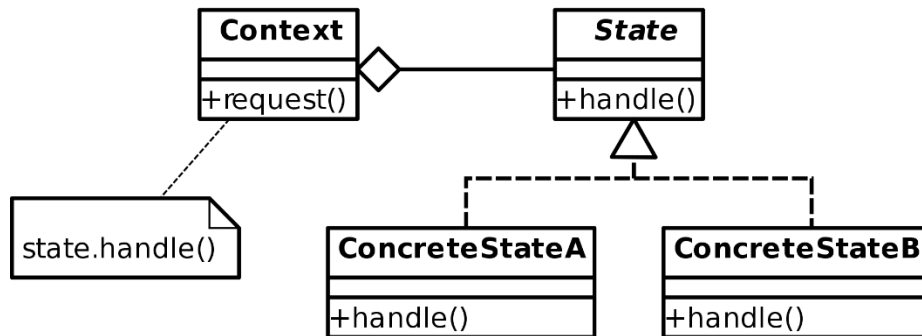 Context
State
+request()
+handle()
state.handle()
ConcreteStateA
ConcreteStateB
+handle()
+handle()